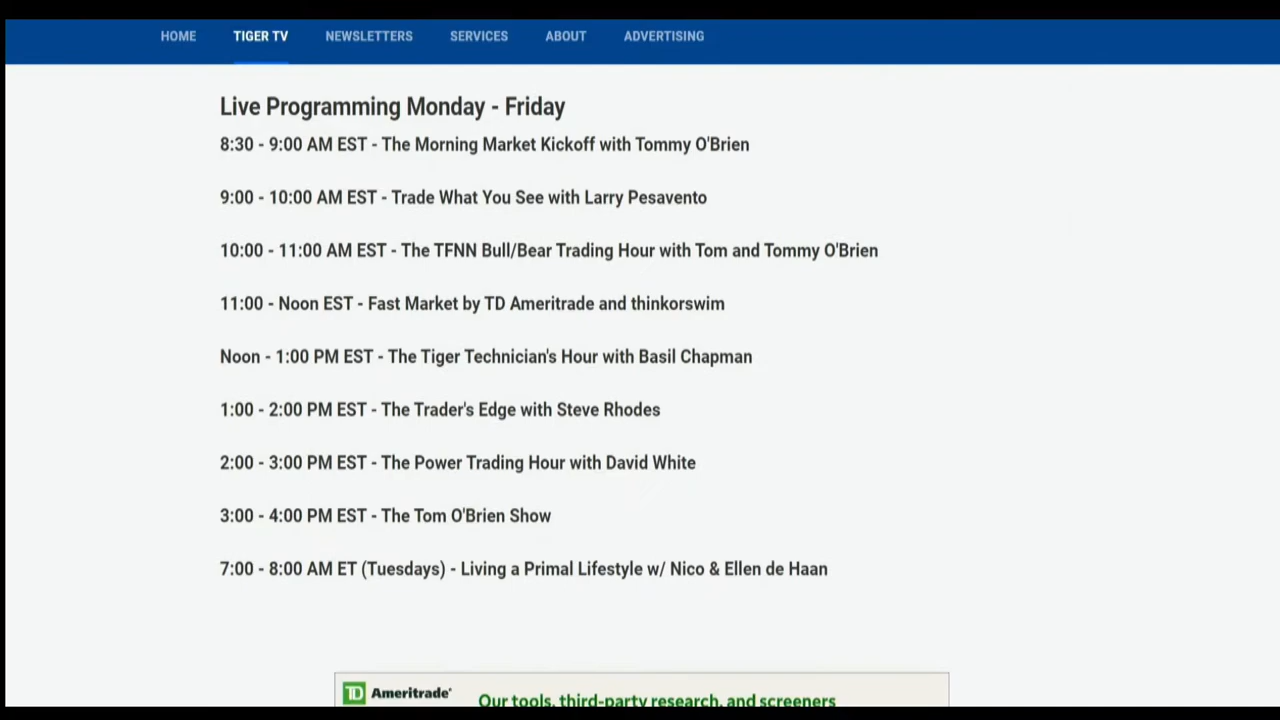 HOME TIGER TV NEWSLETTERS SERVICES ABOUT ADVERTISING
Live Programming Monday - Friday
8:30 - 9:00 AM EST - The Morning Market Kickoff with Tommy O'Brien
9:00 - 10:00 AM EST - Trade What You See with Larry Pesavento
10:00 - 11:00 AM EST - The TFNN Bull/Bear Trading Hour with Tom and Tommy O'Brien
11:00 - Noon EST - Fast Market by TD Ameritrade and thinkorswim
Noon - 1:00 PM EST - The Tiger Technician's Hour with Basil Chapman
1:00 - 2:00 PM EST - The Trader's Edge with Steve Rhodes
2:00 - 3:00 PM EST - The Power Trading Hour with David White
3:00 - 4:00 PM EST - The Tom O'Brien Show
7:00 - 8:00 AM ET (Tuesdays) - Living a Primal Lifestyle w/ Nico & Ellen de Haan
TD Ameritrade
Our tools, third-party research, and screeners